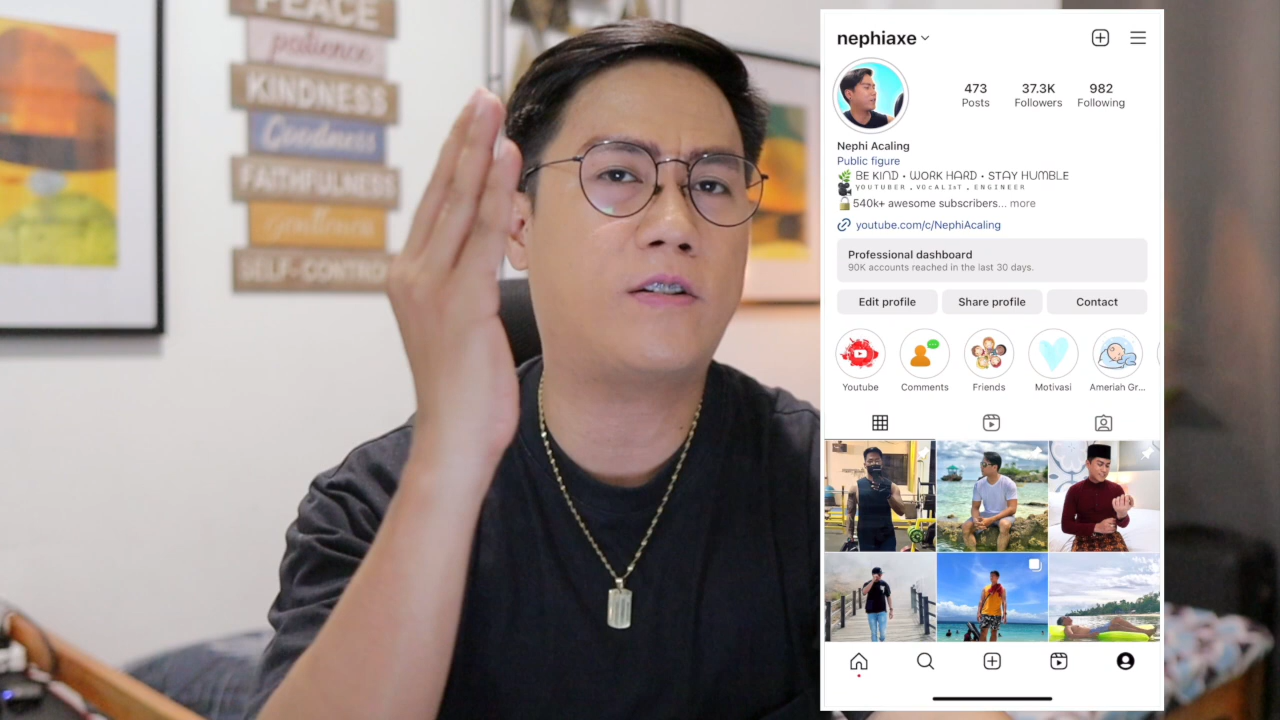 PEACE
patience
KINDNESS
Goodness
FAITHFULNESS
Gentleness
SELF-CONTROL
nephiaxe
473
37.3K
982
Posts
Followers
Following
Nephi Acaling
Public figure
BE KIND • WORK HARD • STAY HUMBLE
YOUTUBER . VOCALIST . ENGINEER
540k+ awesome subscribers... more
youtube.com/c/NephiAcaling
Professional dashboard
90K accounts reached in the last 30 days.
Edit profile
Share profile
Contact
Youtube
Comments
Friends
Motivasi
Ameriah Gr...